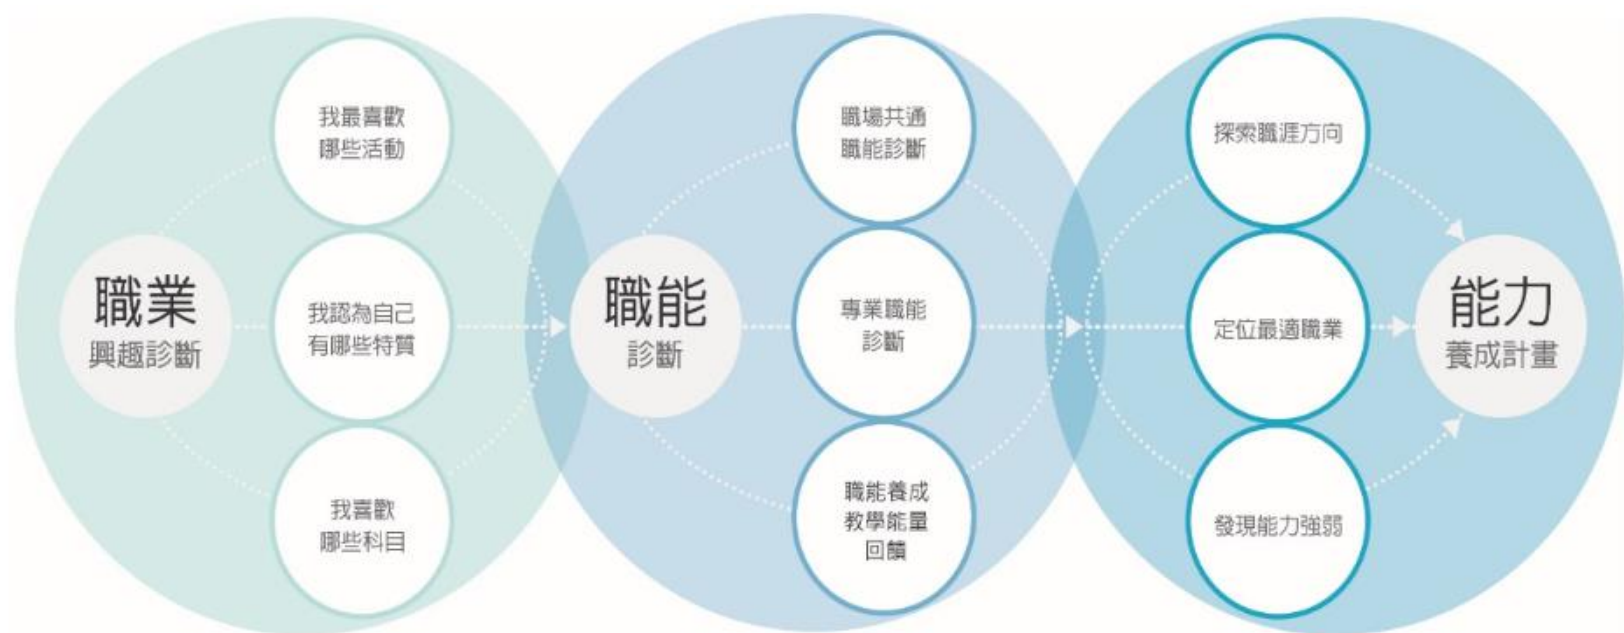 職業
興趣診斷
我最喜歡
哪些活動
我認為自己
有哪些特質
我喜歡
哪些科目
職能
診斷
職場共通
職能診斷
專業職能
診斷
職能養成
教學能量
回饋
探索職涯方向
定位最適職業
發現能力強弱
能力
養成計畫